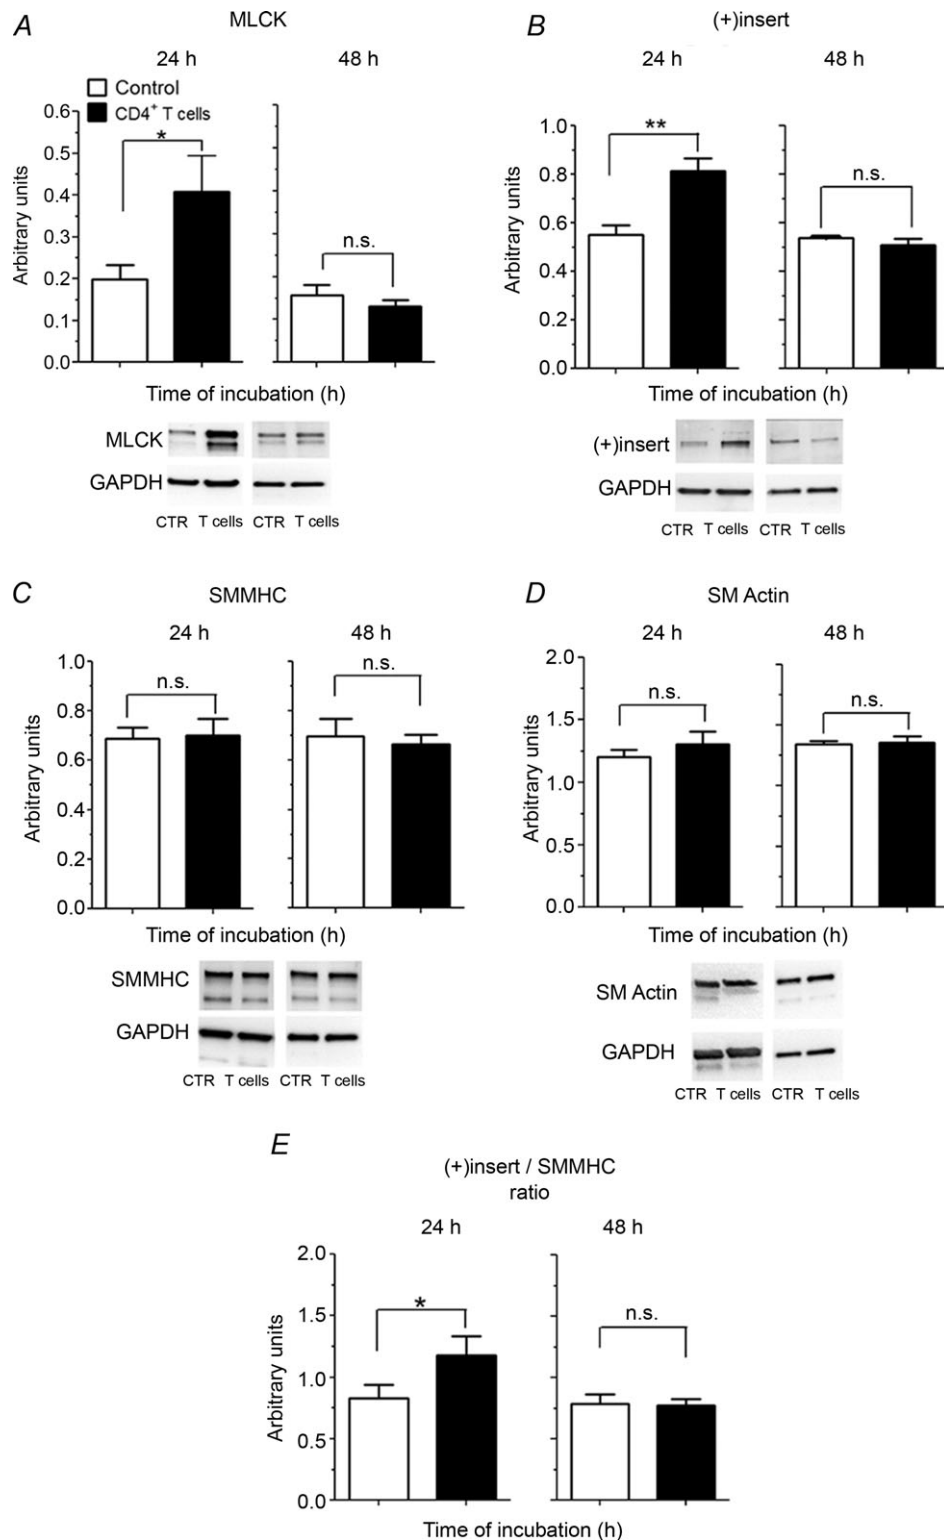 A
MLCK
24 h 48 h
Control
CD4+ T cells
0.6
0.5
0.4
0.3
0.2
0.1
0.0
Arbitrary units
*
n.s.
Time of incubation (h)
MLCK
GAPDH
CTR T cells CTR T cells
B
(+)insert
24 h 48 h
1.0
0.8
0.6
0.4
0.2
0.0
Arbitrary units
**
n.s.
Time of incubation (h)
(+)insert
GAPDH
CTR T cells CTR T cells
C
SMMHC
24 h 48 h
1.0
0.8
0.6
0.4
0.2
0.0
Arbitrary units
n.s.
n.s.
Time of incubation (h)
SMMHC
GAPDH
CTR T cells CTR T cells
D
SM Actin
24 h 48 h
2.0
1.5
1.0
0.5
0.0
Arbitrary units
n.s.
n.s.
Time of incubation (h)
SM Actin
GAPDH
CTR T cells CTR T cells
E
(+)insert / SMMHC
ratio
24 h 48 h
2.0
1.5
1.0
0.5
0.0
Arbitrary units
*
n.s.
Time of incubation (h)